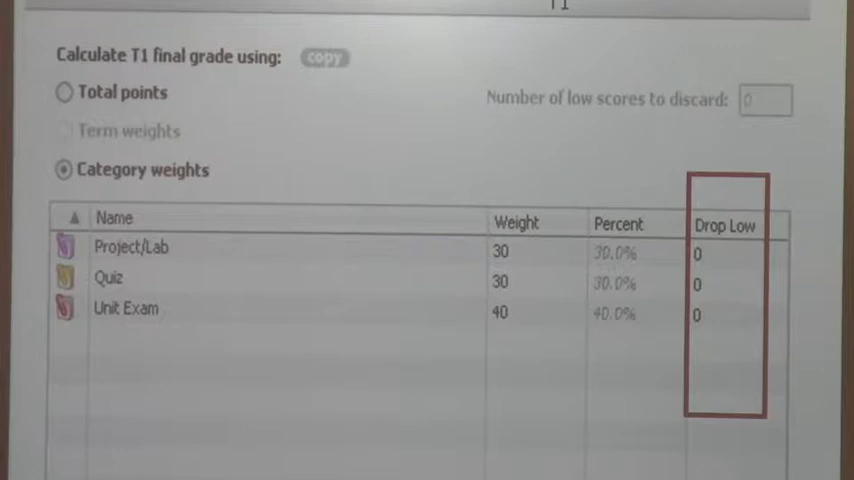 T1
Calculate T1 final grade using: copy
Total points
Number of low scores to discard: 0
Term weights
Category weights
Name Weight Percent Drop Low
Project/Lab 30 30.0% 0
Quiz 30 30.0% 0
Unit Exam 40 40.0% 0